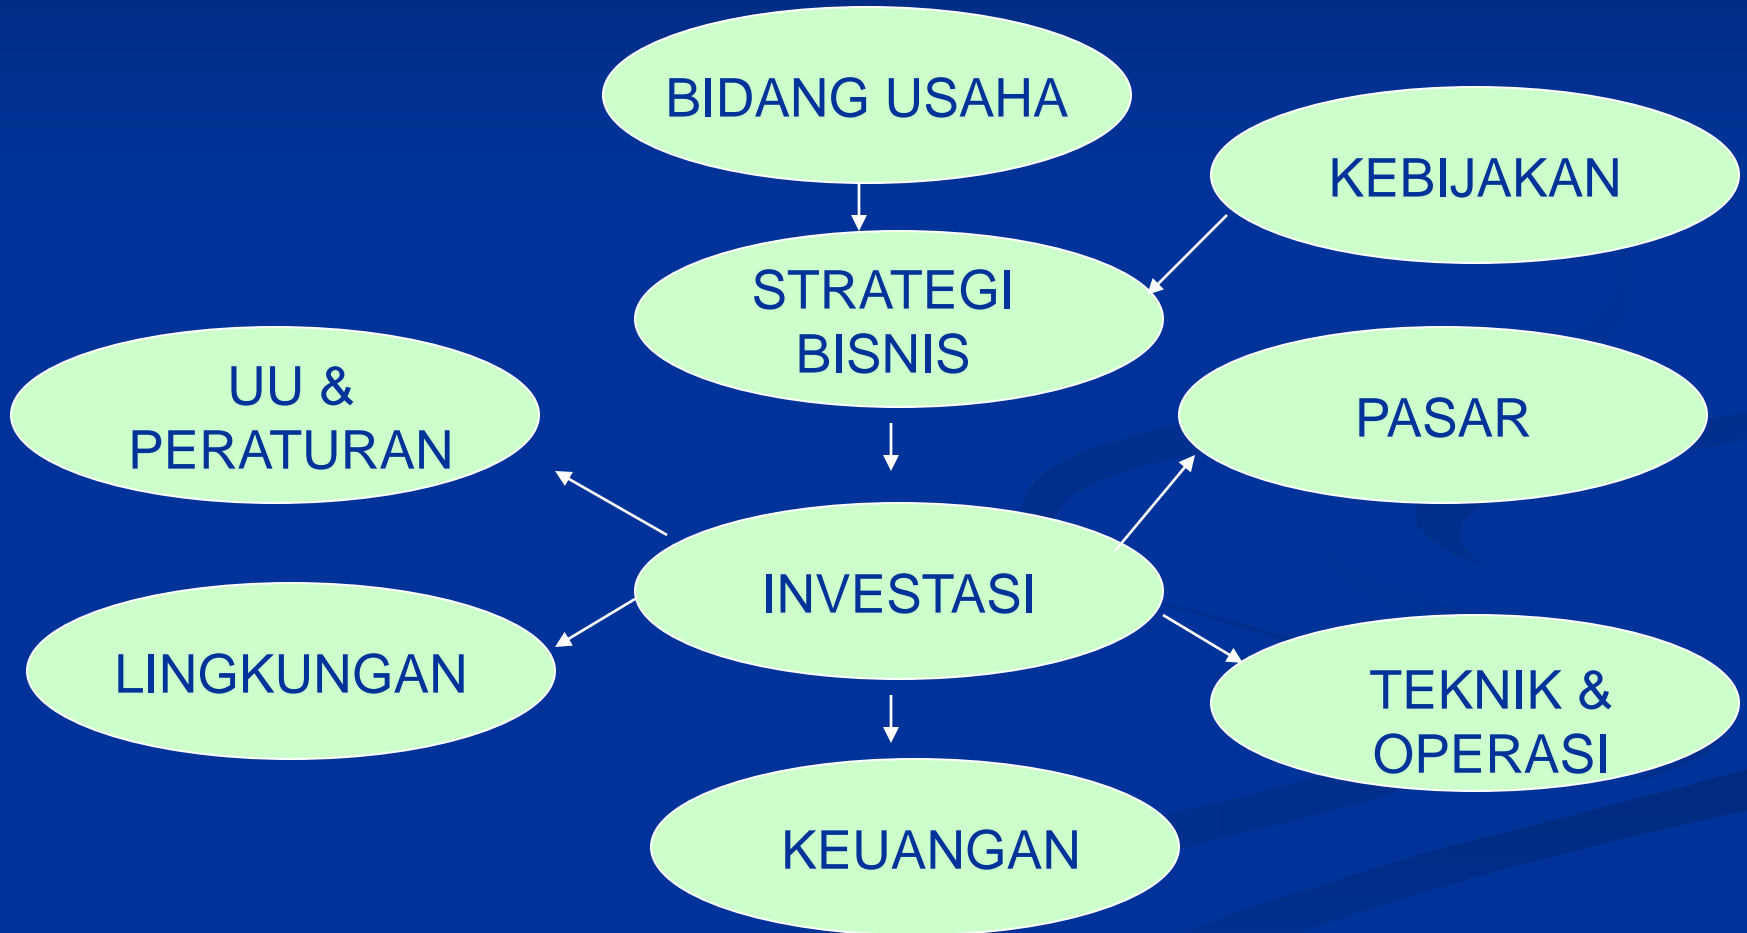 BIDANG USAHA
KEBIJAKAN
STRATEGI
BISNIS
UU &
PERATURAN
PASAR
INVESTASI
LINGKUNGAN
TEKNIK &
OPERASI
KEUANGAN